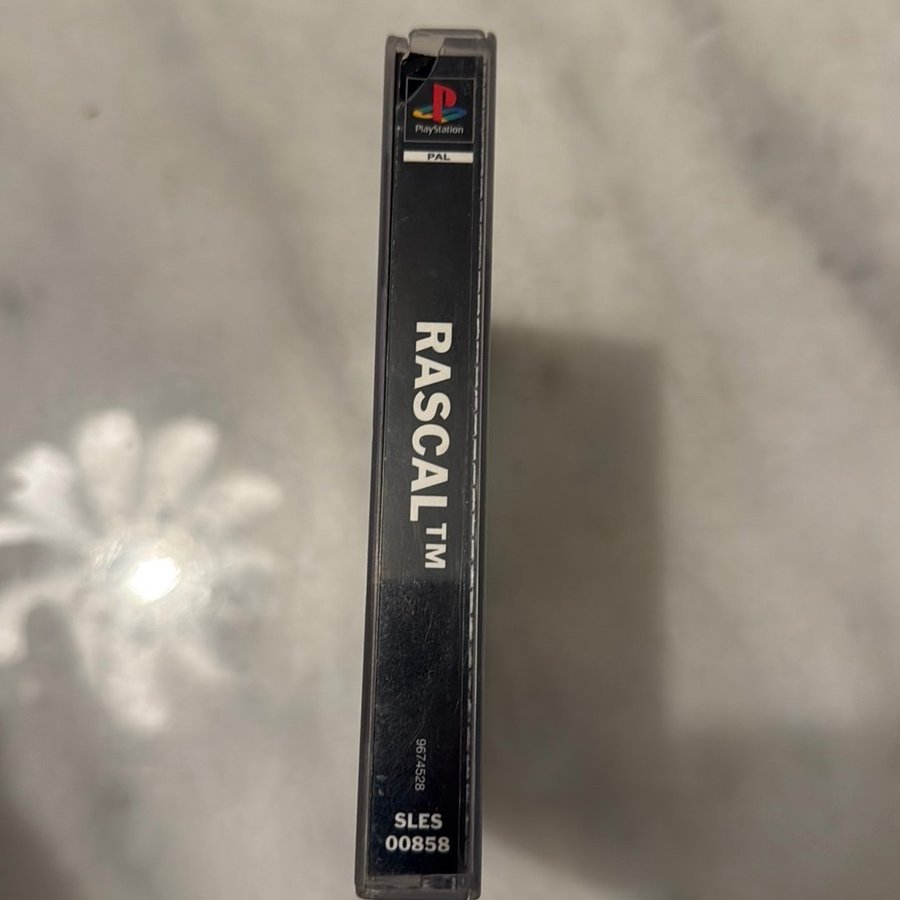 PlayStation
PAL
RASCAL™
9674528
SLES
00858